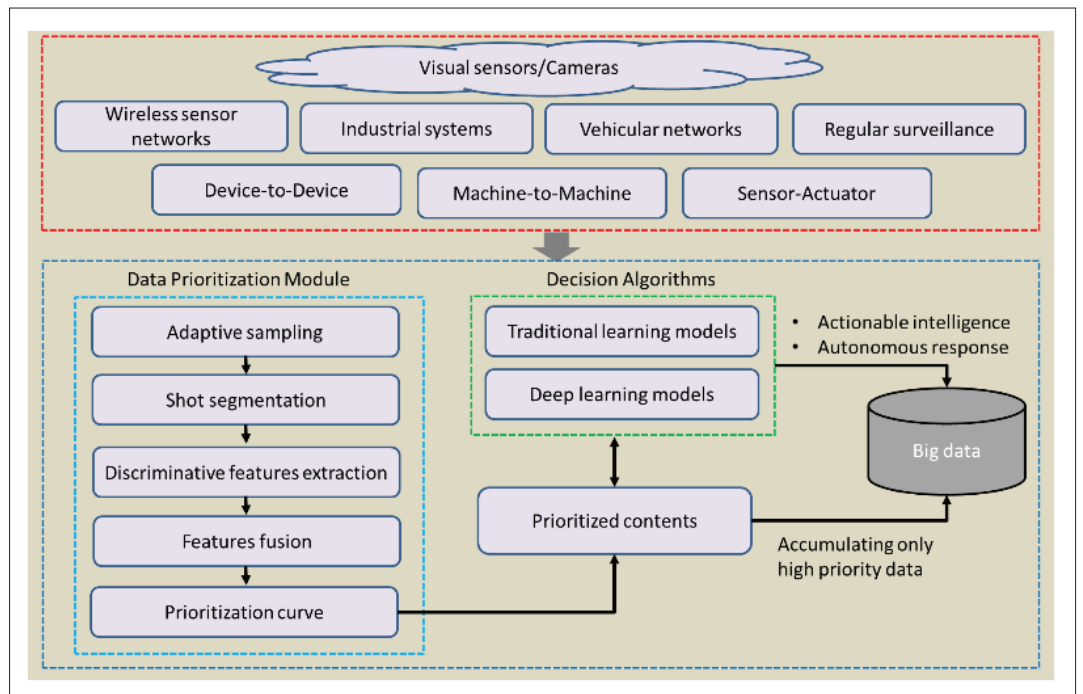 Visual sensors/Cameras
Wireless sensor
networks
Industrial systems
Vehicular networks
Regular surveillance
Device-to-Device
Machine-to-Machine
Sensor-Actuator
Data Prioritization Module
Adaptive sampling
Shot segmentation
Discriminative features extraction
Features fusion
Prioritization curve
Decision Algorithms
Traditional learning models
Deep learning models
Prioritized contents
• Actionable intelligence
• Autonomous response
Big data
Accumulating only
high priority data